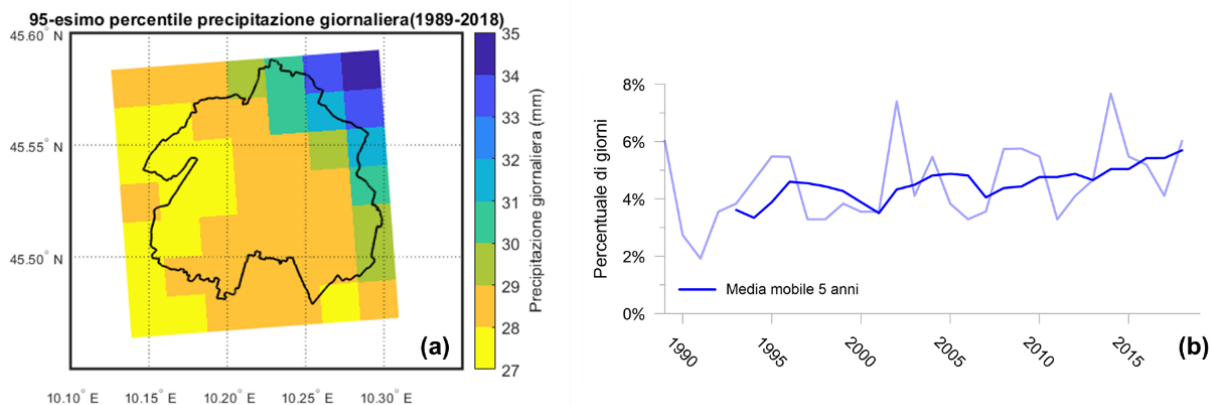 95-esimo percentile precipitazione giornaliera(1989-2018)
45.60° N
45.55° N
45.50° N
10.10° E
10.15° E
10.20° E
10.25° E
10.30° E
(a)
35
34
33
32
31
30
29
28
27
Precipitazione giornaliera (mm)
Percentuale di giorni
8%
6%
4%
2%
0%
Media mobile 5 anni
1990
1995
2000
2005
2010
2015
(b)